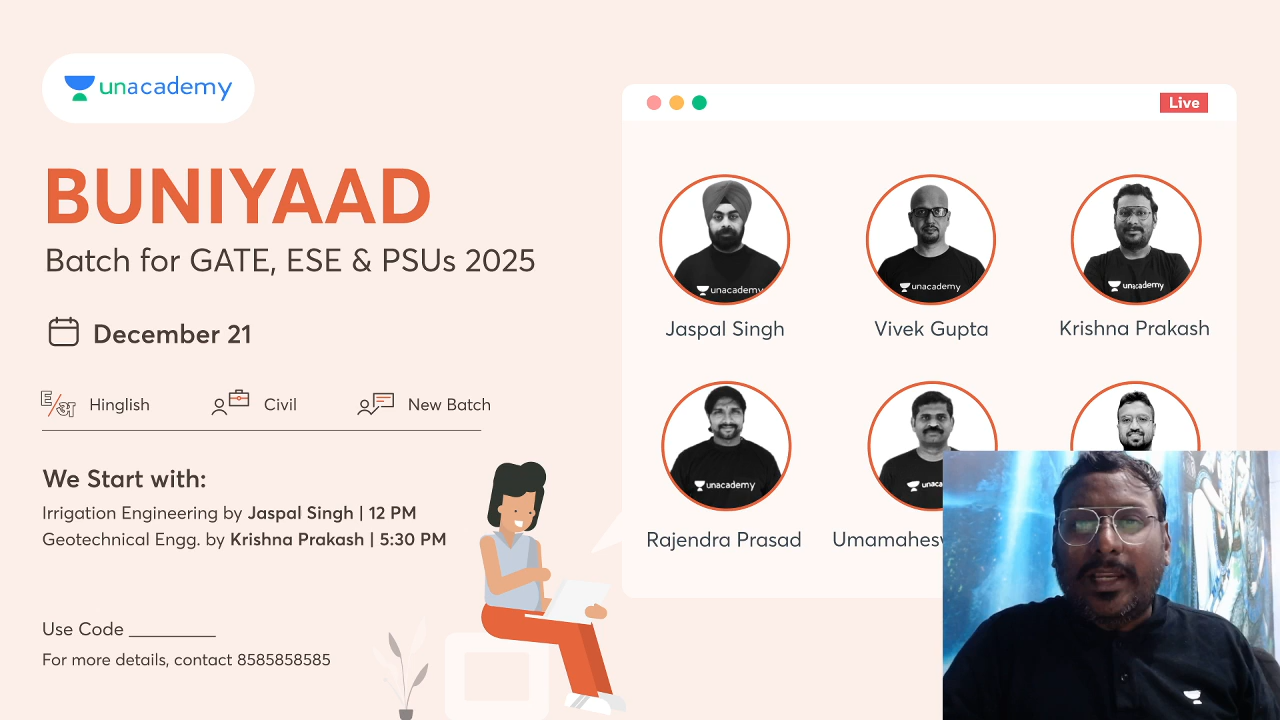 unacademy
BUNIYAAD
Batch for GATE, ESE & PSUs 2025
December 21
E/अ Hinglish Civil New Batch
We Start with:
Irrigation Engineering by Jaspal Singh | 12 PM
Geotechnical Engg. by Krishna Prakash | 5:30 PM
Use Code
For more details, contact 8585858585
Live
unacademy unacademy unacademy
Jaspal Singh Vivek Gupta Krishna Prakash
unacademy
Rajendra Prasad